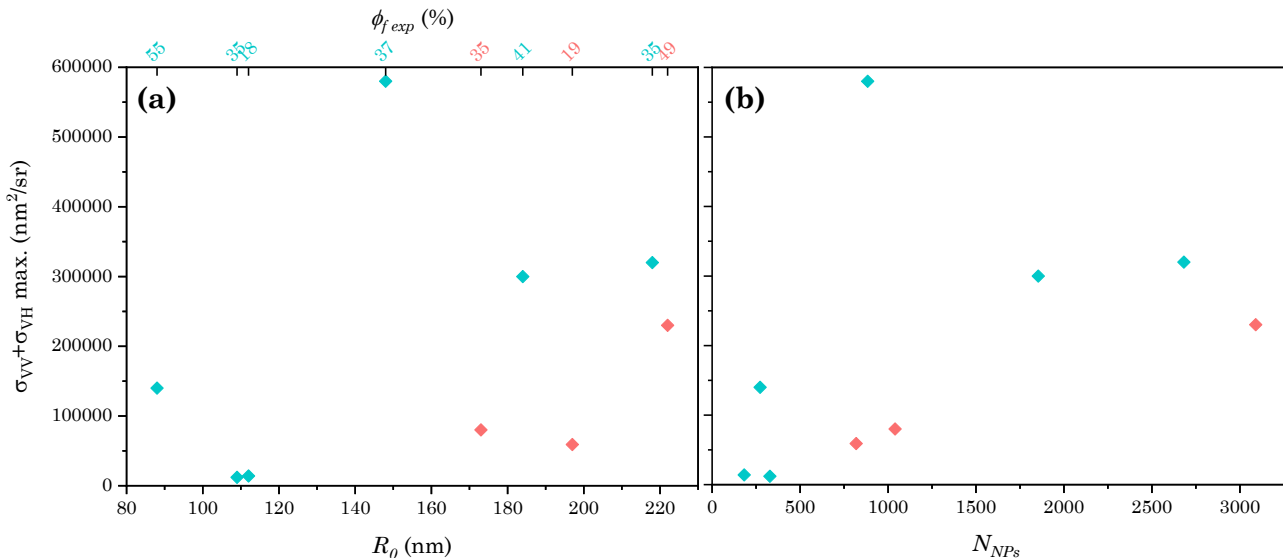 ϕf exp (%)
55 35 18 37 35 41 19 35 49
(a)
(b)
600000
500000
400000
300000
200000
100000
0
σVV+σVH max. (nm²/sr)
80 100 120 140 160 180 200 220
0 500 1000 1500 2000 2500 3000
R0 (nm)
NNPs